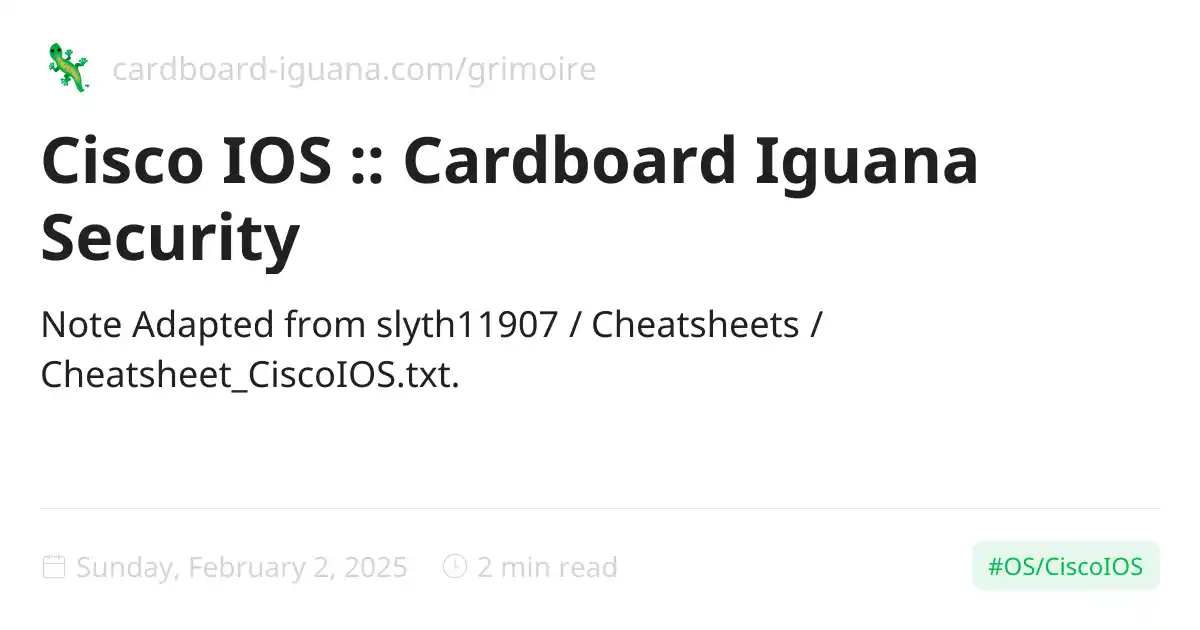 cardboard-iguana.com/grimoire
Cisco IOS :: Cardboard Iguana
Security
Note Adapted from slyth11907 / Cheatsheets /
Cheatsheet_CiscoIOS.txt.
Sunday, February 2, 2025 2 min read #OS/CiscoIOS